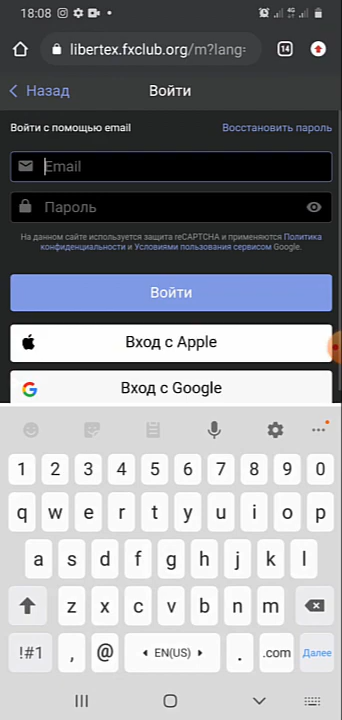 18:08
libertex.fxclub.org/m?lang=
14
Назад
Войти
Войти с помощью email
Восстановить пароль
Email
Пароль
На данном сайте используется защита reCAPTCHA и применяются Политика
конфиденциальности и Условиями пользования сервисом Google.
Войти
Вход с Apple
Вход с Google
1 2 3 4 5 6 7 8 9 0
q w e r t y u i o p
a s d f g h j k l
z x c v b n m
!#1 , @ EN(US) . .com Далее